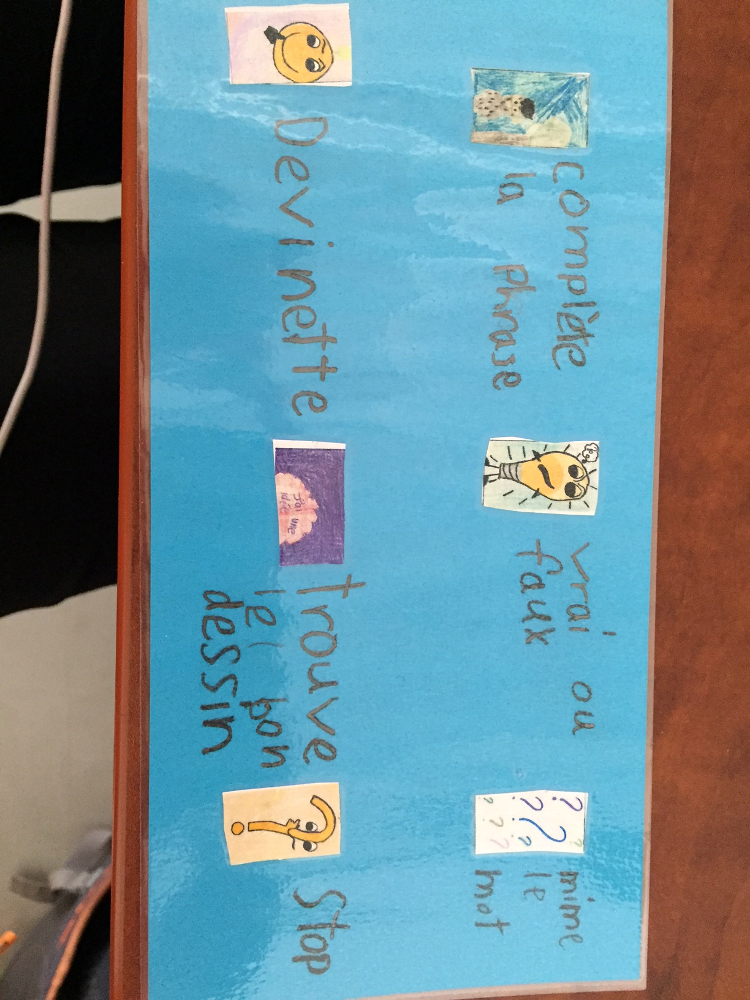 complète
la phrase
vrai ou
faux
? ? ? ? ? ? ? ? ?
mime
le
mot
Devinette
J'ai une
idée
trouve
le bon
dessin
?
Stop